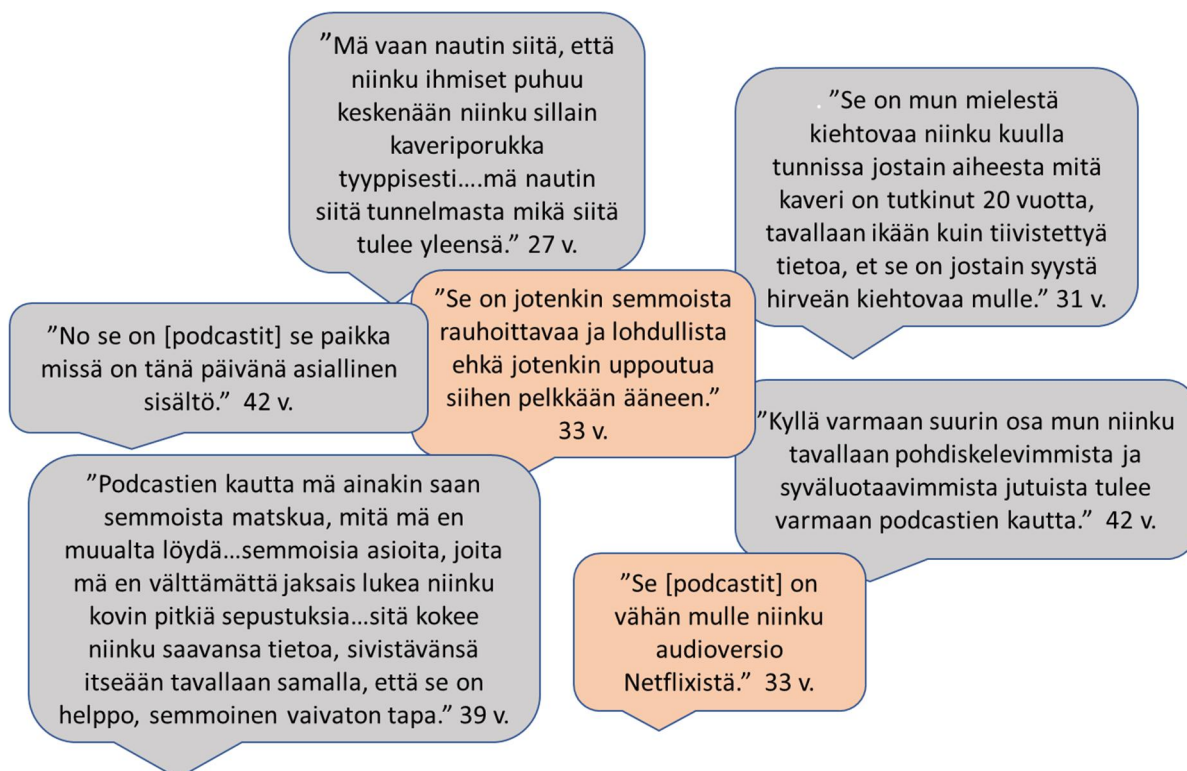 ”Mä vaan nautin siitä, että
niinku ihmiset puhuu
keskenään niinku sillain
kaveriporukka
tyyppisesti....mä nautin
siitä tunnelmasta mikä siitä
tulee yleensä.” 27 v.
”Se on mun mielestä
kiehtovaa niinku kuulla
tunnissa jostain aiheesta mitä
kaveri on tutkinut 20 vuotta,
tavallaan ikään kuin tiivistettyä
tietoa, et se on jostain syystä
hirveän kiehtovaa mulle.” 31 v.
”No se on [podcastit] se paikka
missä on tänä päivänä asiallinen
sisältö.” 42 v.
”Se on jotenkin semmoista
rauhoittavaa ja lohdullista
ehkä jotenkin uppoutua
siihen pelkkään ääneen.”
33 v.
”Kyllä varmaan suurin osa mun niinku
tavallaan pohdiskelevimmista ja
syväluotaavimmista jutuista tulee
varmaan podcastien kautta.” 42 v.
”Podcastien kautta mä ainakin saan
semmoista matskua, mitä mä en
muualta löydä...semmoisia asioita, joita
mä en välttämättä jaksais lukea niinku
kovin pitkiä sepustuksia...sitä kokee
niinku saavansa tietoa, sivistävänsä
itseään tavallaan samalla, että se on
helppo, semmoinen vaivaton tapa.” 39 v.
”Se [podcastit] on
vähän mulle niinku
audioversio
Netflixistä.” 33 v.